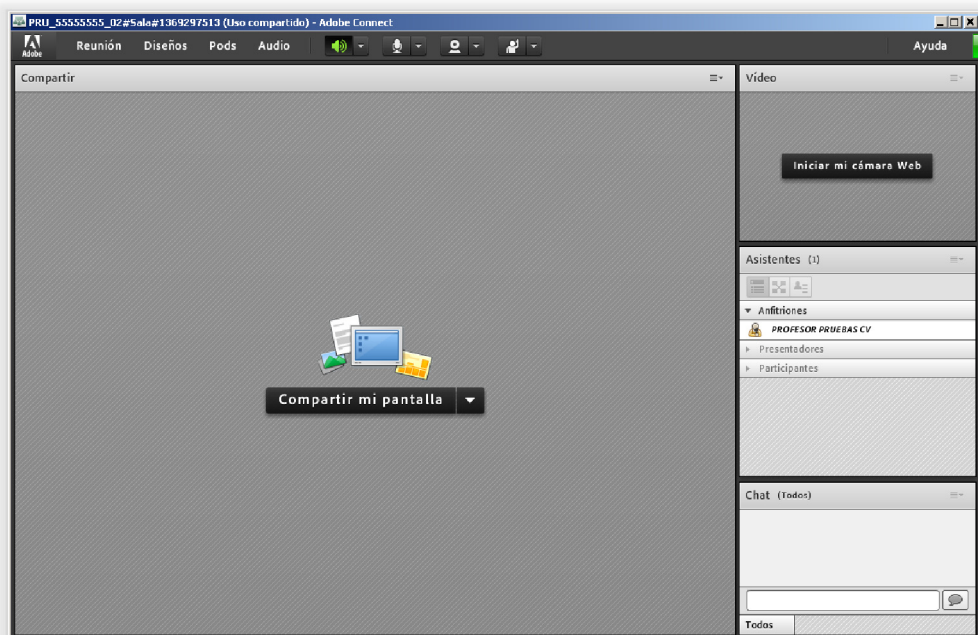 PRU_55555555_02#Sala#1369297513 (Uso compartido) - Adobe Connect
Adobe Reunión Diseños Pods Audio Ayuda
Compartir
Compartir mi pantalla
Vídeo
Iniciar mi cámara Web
Asistentes (1)
Anfitriones
PROFESOR PRUEBAS CV
Presentadores
Participantes
Chat (Todos)
Todos